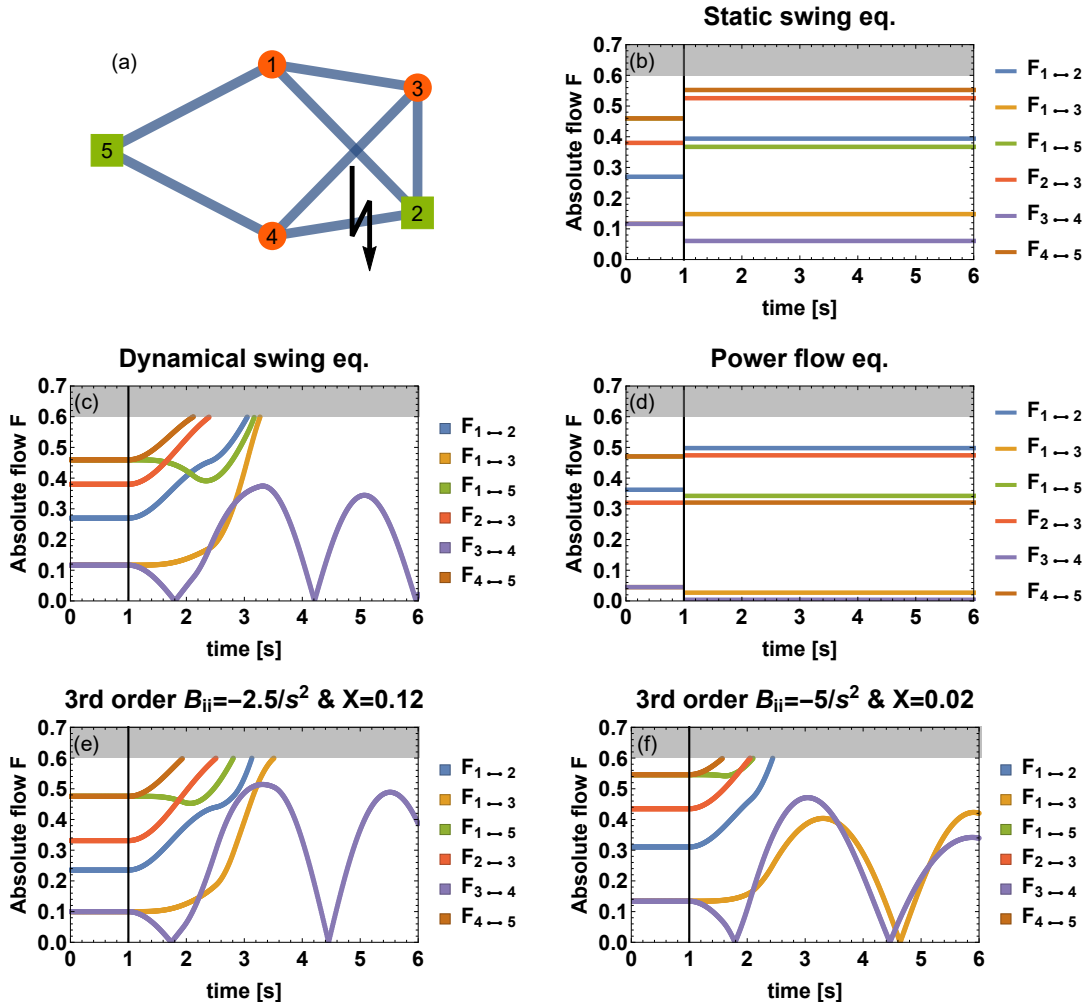 (a)
1
3
5
2
4
Static swing eq.
(b)
Absolute flow F
0.7
0.6
0.5
0.4
0.3
0.2
0.1
0.0
0 1 2 3 4 5 6
time [s]
F1↔2
F1↔3
F1↔5
F2↔3
F3↔4
F4↔5
Dynamical swing eq.
(c)
Absolute flow F
0.7
0.6
0.5
0.4
0.3
0.2
0.1
0.0
0 1 2 3 4 5 6
time [s]
F1↔2
F1↔3
F1↔5
F2↔3
F3↔4
F4↔5
Power flow eq.
(d)
Absolute flow F
0.7
0.6
0.5
0.4
0.3
0.2
0.1
0.0
0 1 2 3 4 5 6
time [s]
F1↔2
F1↔3
F1↔5
F2↔3
F3↔4
F4↔5
3rd order Bii=−2.5/s² & X=0.12
(e)
Absolute flow F
0.7
0.6
0.5
0.4
0.3
0.2
0.1
0.0
0 1 2 3 4 5 6
time [s]
F1↔2
F1↔3
F1↔5
F2↔3
F3↔4
F4↔5
3rd order Bii=−5/s² & X=0.02
(f)
Absolute flow F
0.7
0.6
0.5
0.4
0.3
0.2
0.1
0.0
0 1 2 3 4 5 6
time [s]
F1↔2
F1↔3
F1↔5
F2↔3
F3↔4
F4↔5